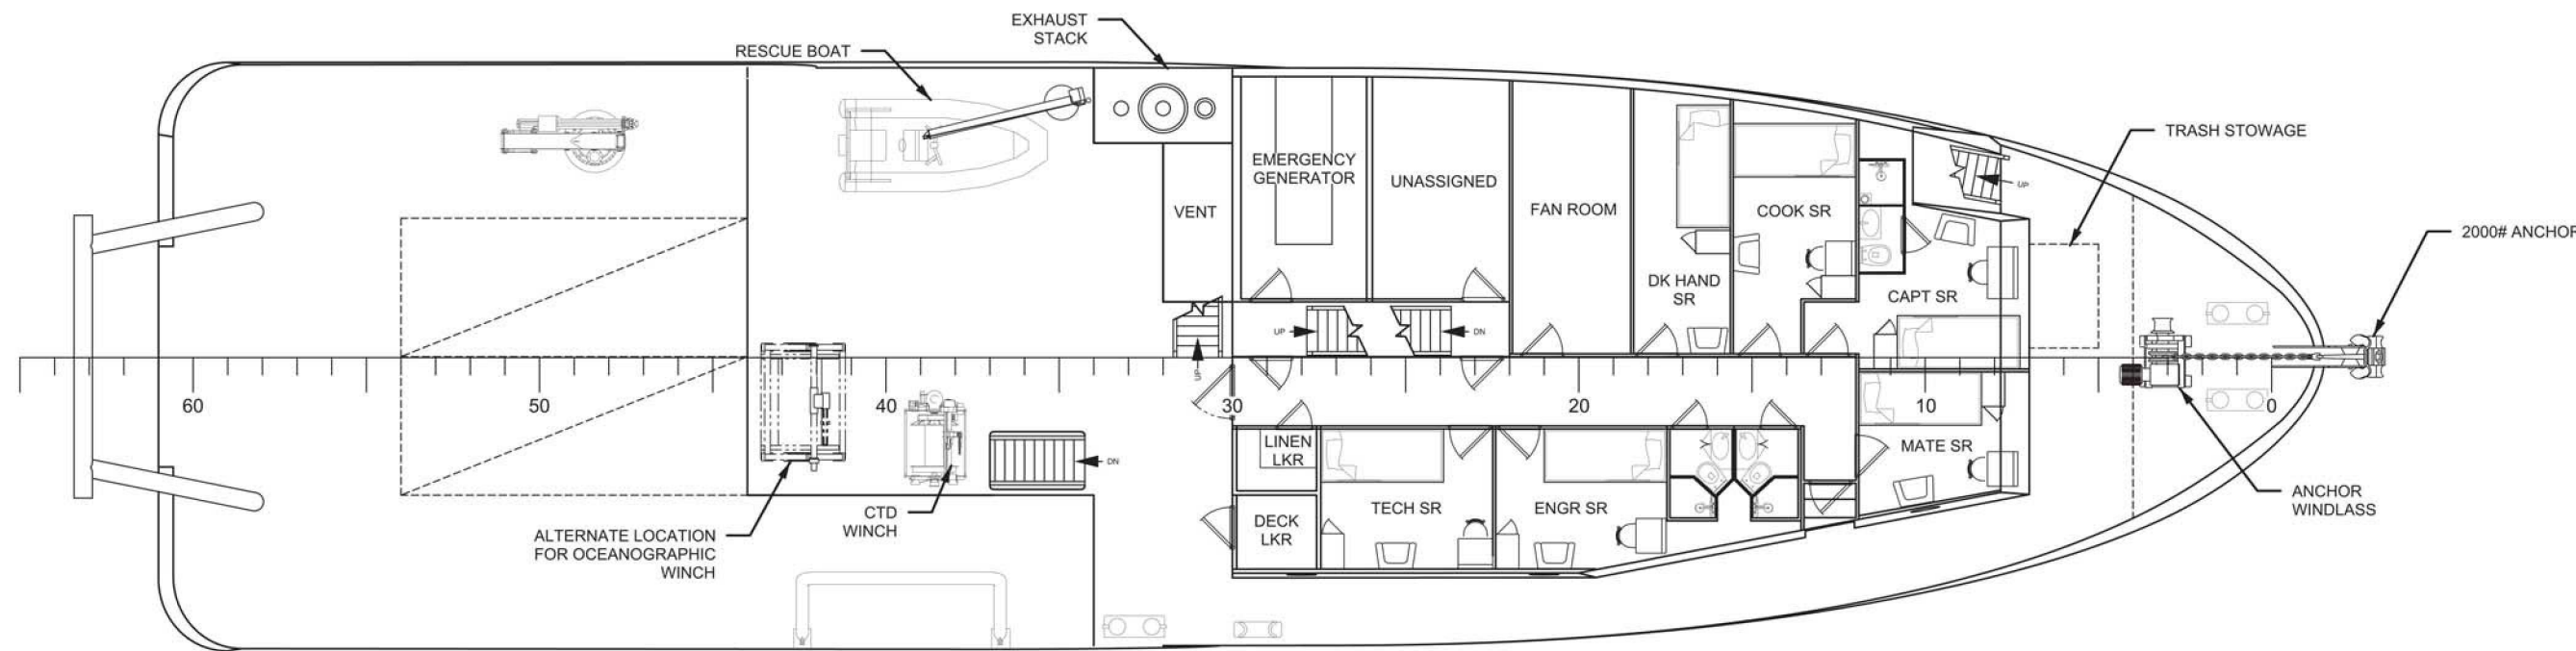 EXHAUST
STACK
RESCUE BOAT
TRASH STOWAGE
EMERGENCY
GENERATOR
UNASSIGNED
FAN ROOM
VENT
COOK SR
UP
2000# ANCHOR
DK HAND
SR
CAPT SR
UP
DN
UP
60
50
40
30
20
10
0
LINEN
LKR
MATE SR
DN
TECH SR
ENGR SR
DECK
LKR
CTD
WINCH
ALTERNATE LOCATION
FOR OCEANOGRAPHIC
WINCH
ANCHOR
WINDLASS